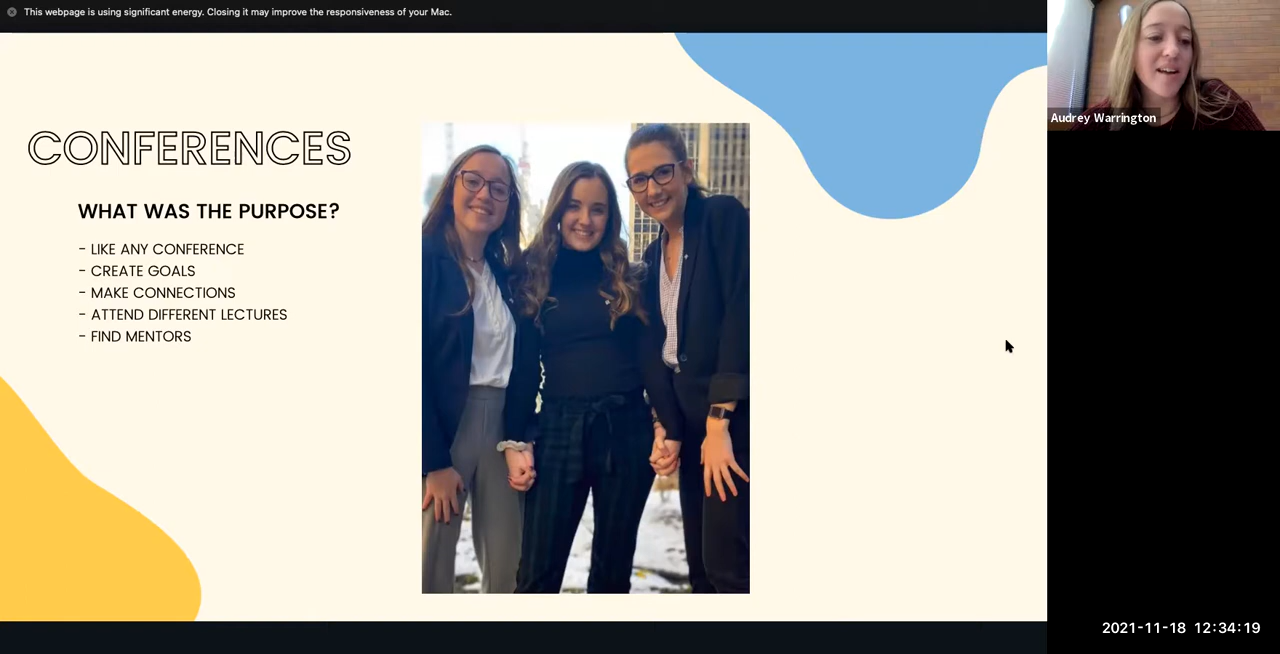 This webpage is using significant energy. Closing it may improve the responsiveness of your Mac.
CONFERENCES
WHAT WAS THE PURPOSE?
- LIKE ANY CONFERENCE
- CREATE GOALS
- MAKE CONNECTIONS
- ATTEND DIFFERENT LECTURES
- FIND MENTORS
Audrey Warrington
2021-11-18 12:34:19